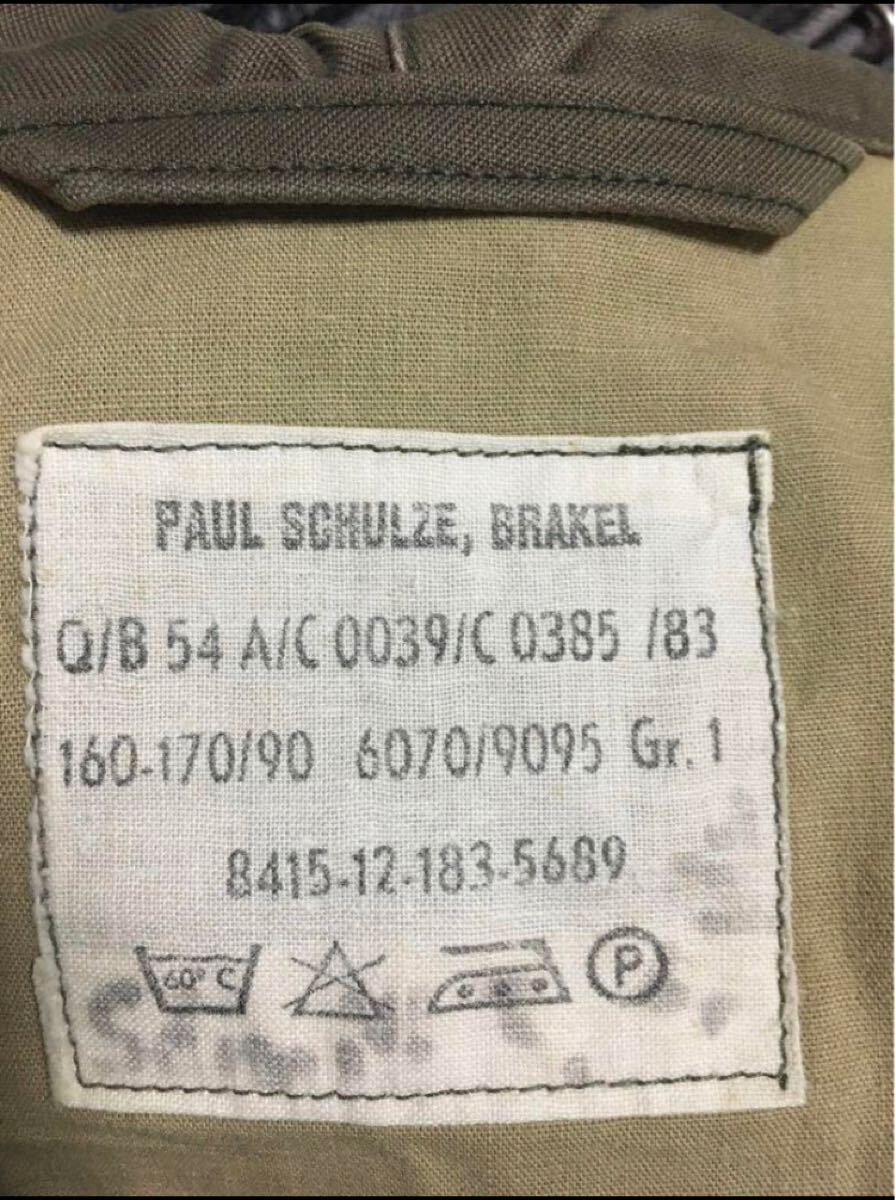 PAUL SCHULZE, BRAKEL
Q/B 54 A/C 0039/C 0385 /83
160-170/90 6070/9095 Gr. 1
8415-12-183-5689
60° C P